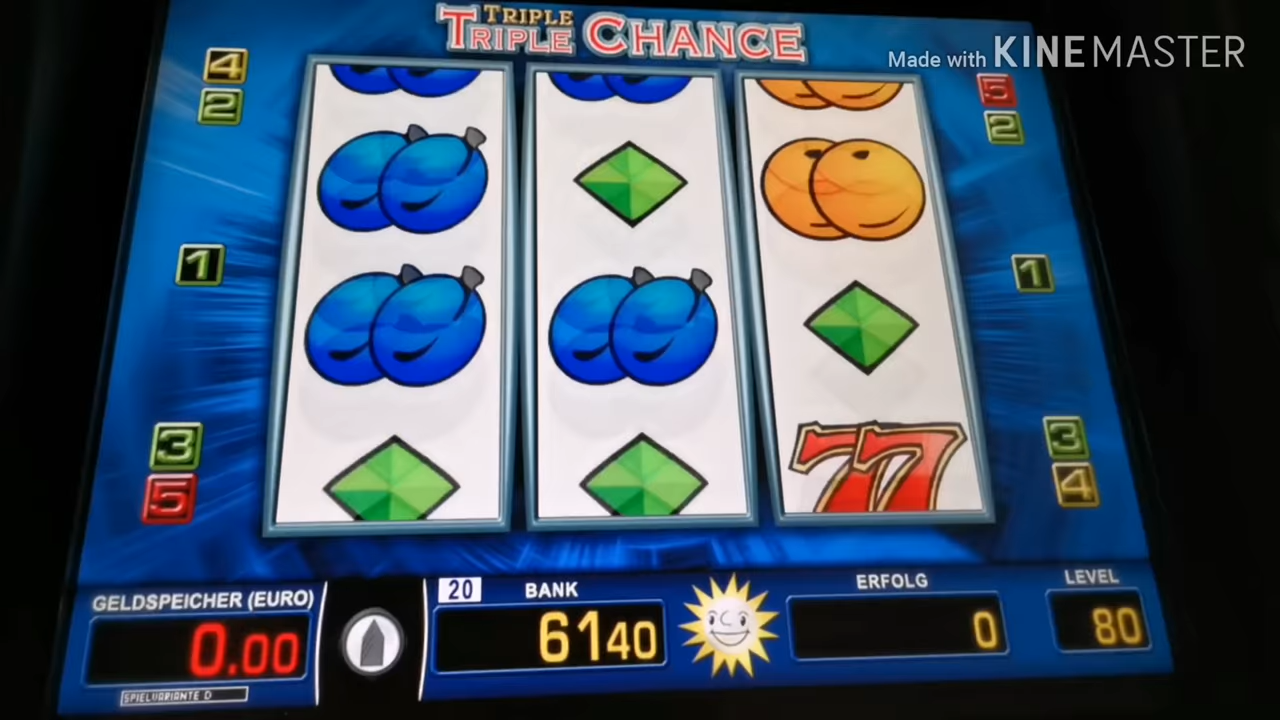 TRIPLE
TRIPLE CHANCE
Made with KINEMASTER
4
2
5
2
1
1
3
5
3
4
77
GELDSPEICHER (EURO)
0.00
SPIELVARIANTE D
20
BANK
6140
ERFOLG
0
LEVEL
80